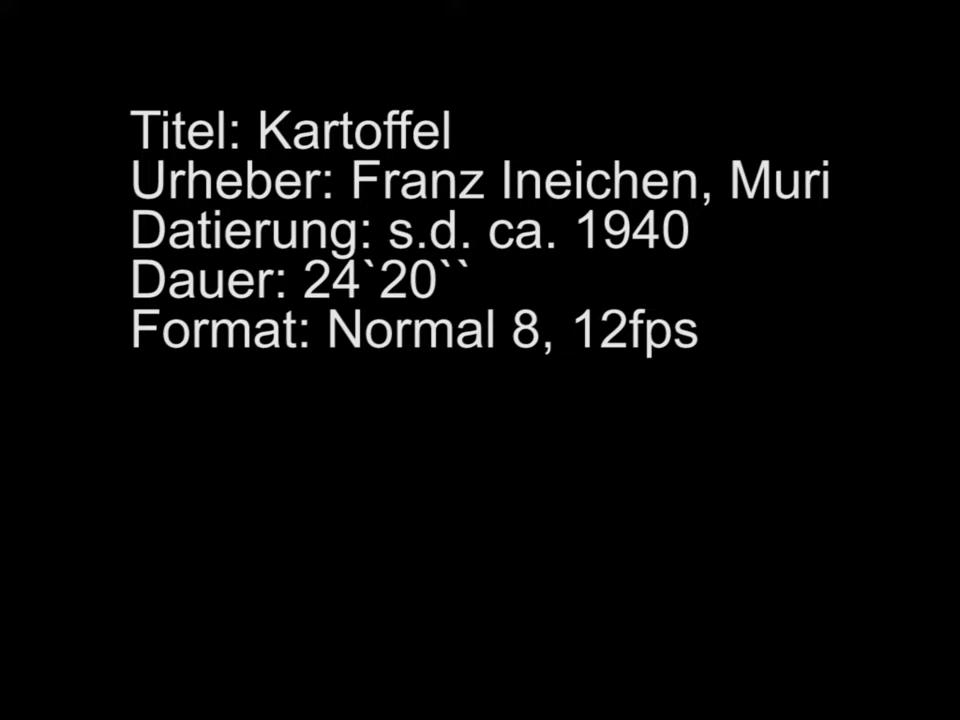 Titel: Kartoffel
Urheber: Franz Ineichen, Muri
Datierung: s.d. ca. 1940
Dauer: 24`20``
Format: Normal 8, 12fps